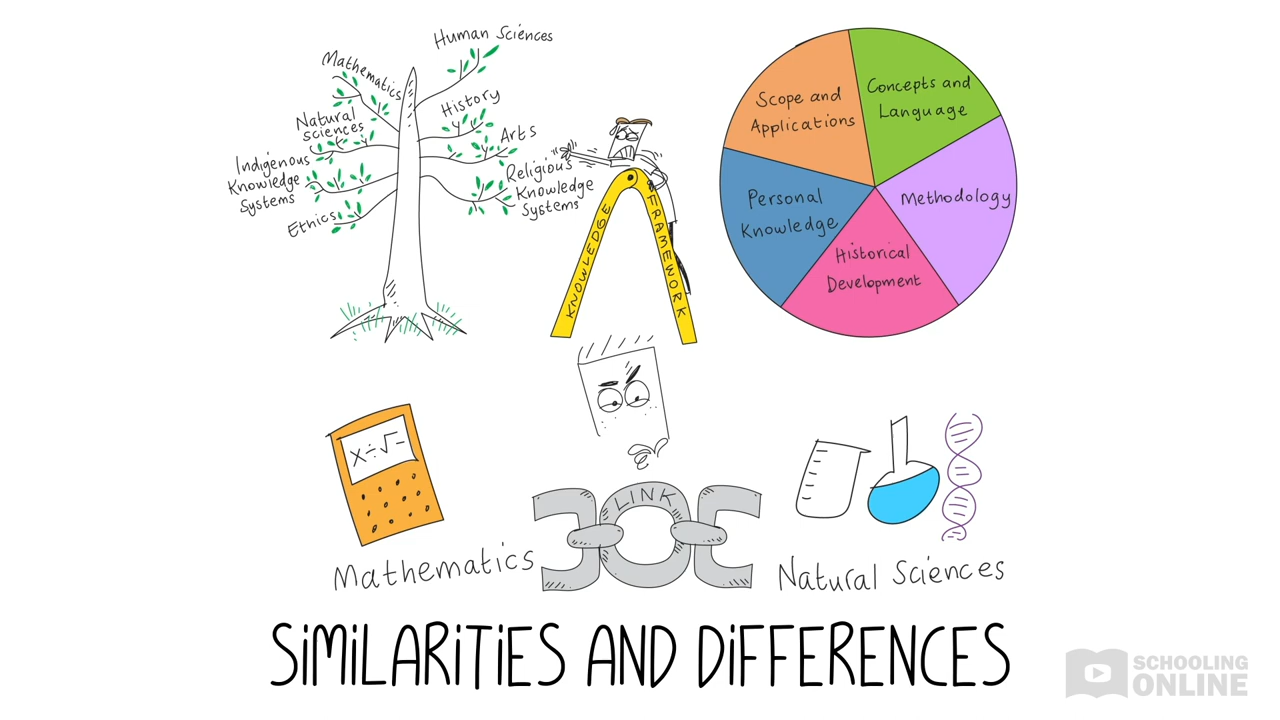 Human Sciences
Mathematics
History
Natural
sciences
Arts
Indigenous
Knowledge
Systems
Religious
Knowledge
Systems
Ethics
KNOWLEDGE
FRAMEWORK
Scope and
Applications
Concepts and
Language
Personal
Knowledge
Methodology
Historical
Development
x÷√-
LINK
Mathematics
Natural Sciences
SIMILARITIES AND DIFFERENCES
SCHOOLING
ONLINE